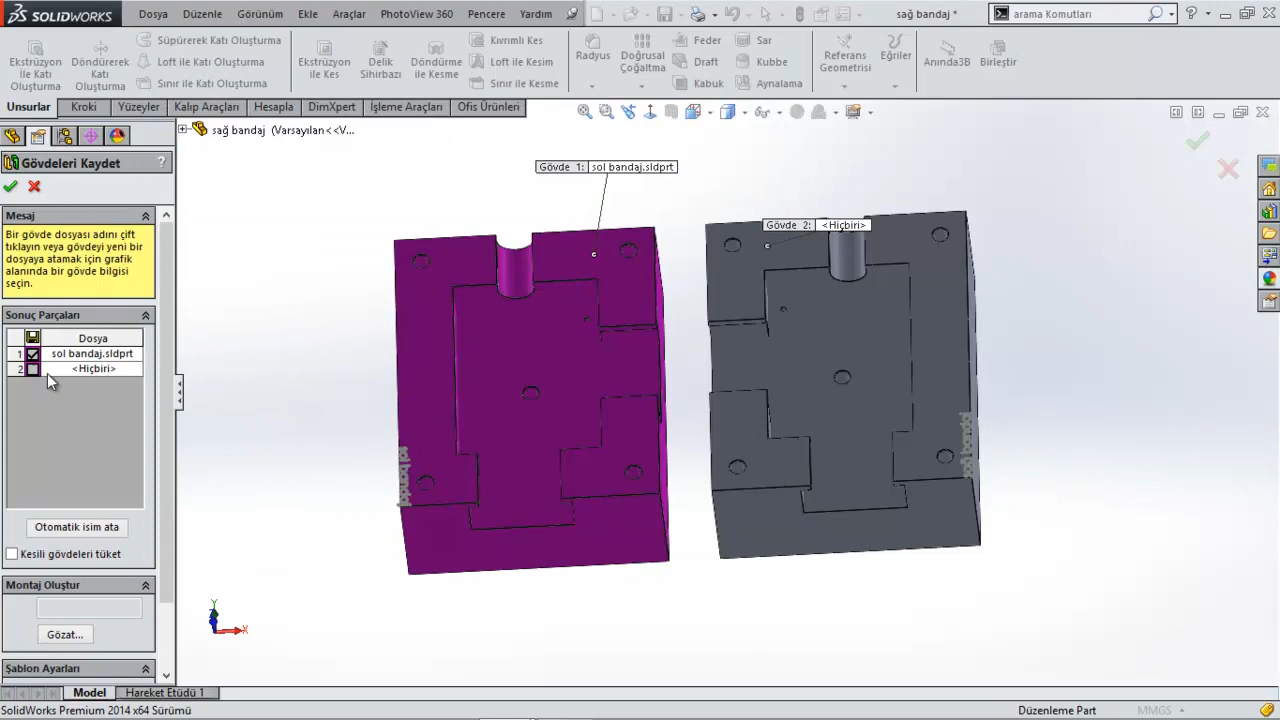 SOLIDWORKS
Dosya Düzenle Görünüm Ekle Araçlar PhotoView 360 Pencere Yardım
sağ bandaj *
arama Komutları
Ekstrüzyon İle Katı Oluşturma
Döndürerek Katı Oluşturma
Süpürerek Katı Oluşturma
Loft ile Katı Oluşturma
Sınır ile Katı Oluşturma
Ekstrüzyon ile Kes
Delik Sihirbazı
Döndürme ile Kesme
Kıvrımlı Kes
Loft ile Kesim
Sınır ile Kesme
Radyus
Doğrusal Çoğaltma
Feder
Draft
Kabuk
Sar
Kubbe
Aynalama
Referans Geometrisi
Eğriler
Anında3B
Birleştir
Unsurlar Kroki Yüzeyler Kalıp Araçları Hesapla DimXpert İşleme Araçları Ofis Ürünleri
sağ bandaj (Varsayılan<<V...
Gövdeleri Kaydet ?
Mesaj
Bir gövde dosyası adını çift
tıklayın veya gövdeyi yeni bir
dosyaya atamak için grafik
alanında bir gövde bilgisi
seçin.
Sonuç Parçaları
Dosya
1 sol bandaj.sldprt
2 <Hiçbiri>
Otomatik isim ata
Kesili gövdeleri tüket
Montaj Oluştur
Gözat...
Şablon Ayarları
Gövde 1: sol bandaj.sldprt
Gövde 2: <Hiçbiri>
Y
Z
X
Model Hareket Etüdü 1
SolidWorks Premium 2014 x64 Sürümü
Düzenleme Part
MMGS